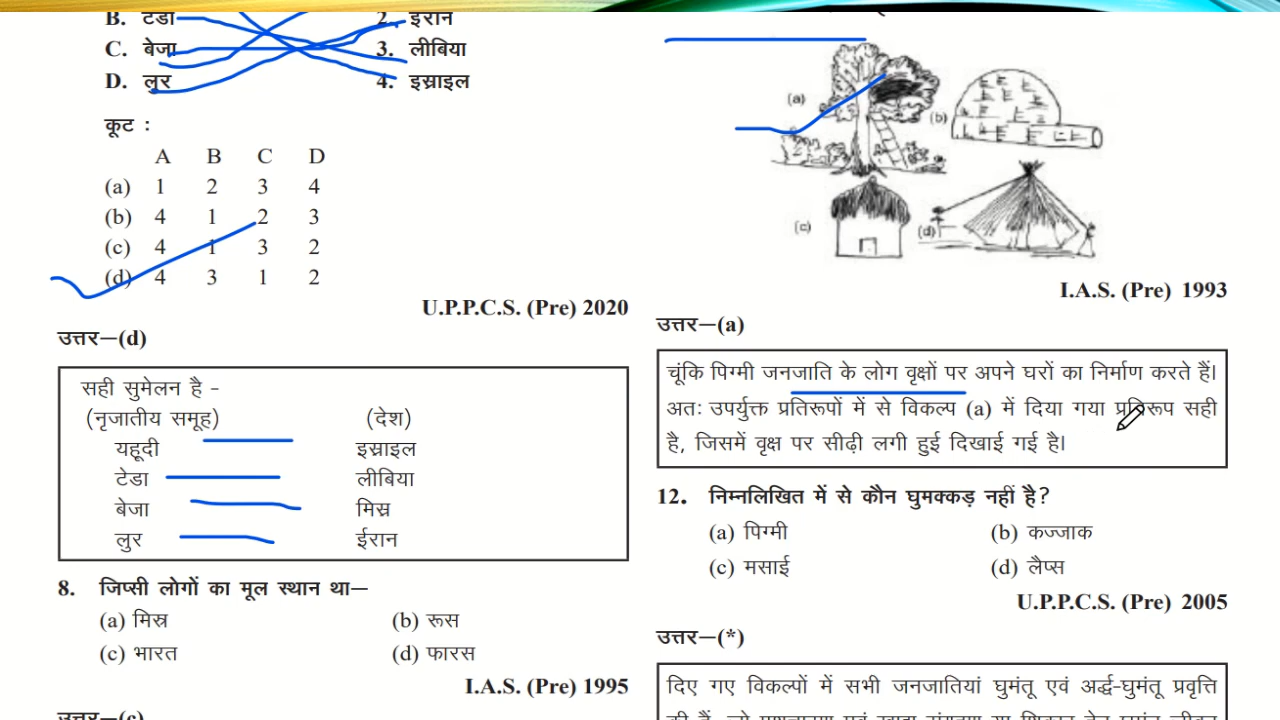 B. टेडा 2. ईरान
C. बेजा 3. लीबिया
D. लुर 4. इस्राइल
कूट :
A B C D
(a) 1 2 3 4
(b) 4 1 2 3
(c) 4 1 3 2
(d) 4 3 1 2
U.P.P.C.S. (Pre) 2020
उत्तर—(d)
सही सुमेलन है -
(नृजातीय समूह) (देश)
यहूदी इस्राइल
टेडा लीबिया
बेजा मिस्र
लुर ईरान
8. जिप्सी लोगों का मूल स्थान था—
(a) मिस्र (b) रूस
(c) भारत (d) फारस
I.A.S. (Pre) 1995
उत्तर—(c)
(a)
(b)
(c)
(d)
I.A.S. (Pre) 1993
उत्तर—(a)
चूंकि पिग्मी जनजाति के लोग वृक्षों पर अपने घरों का निर्माण करते हैं।
अतः उपर्युक्त प्रतिरूपों में से विकल्प (a) में दिया गया प्रतिरूप सही
है, जिसमें वृक्ष पर सीढ़ी लगी हुई दिखाई गई है।
12. निम्नलिखित में से कौन घुमक्कड़ नहीं है?
(a) पिग्मी (b) कज्जाक
(c) मसाई (d) लैप्स
U.P.P.C.S. (Pre) 2005
उत्तर—(*)
दिए गए विकल्पों में सभी जनजातियां घुमंतू एवं अर्द्ध-घुमंतू प्रवृत्ति